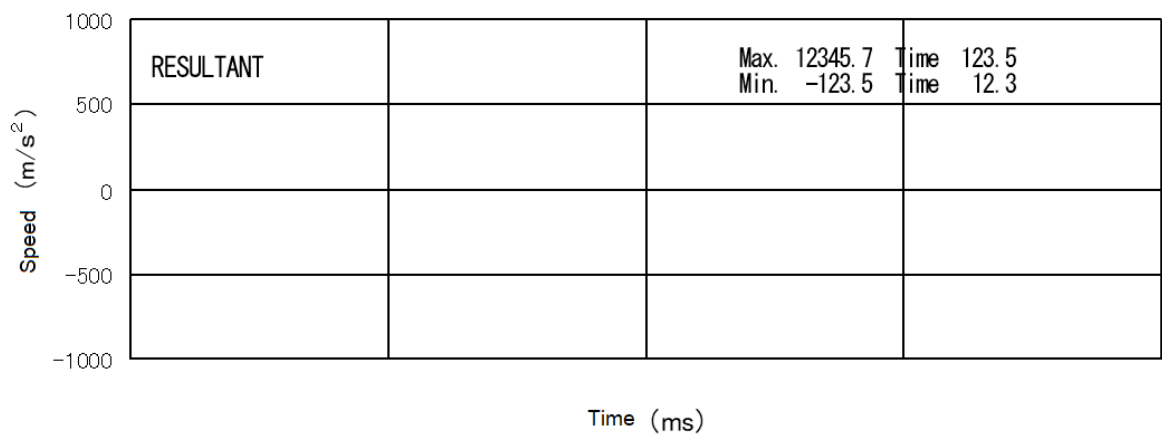 1000
RESULTANT
Max. 12345.7 Time 123.5
Min. -123.5 Time 12.3
500
0
-500
-1000
Speed (m/s²)
Time (ms)